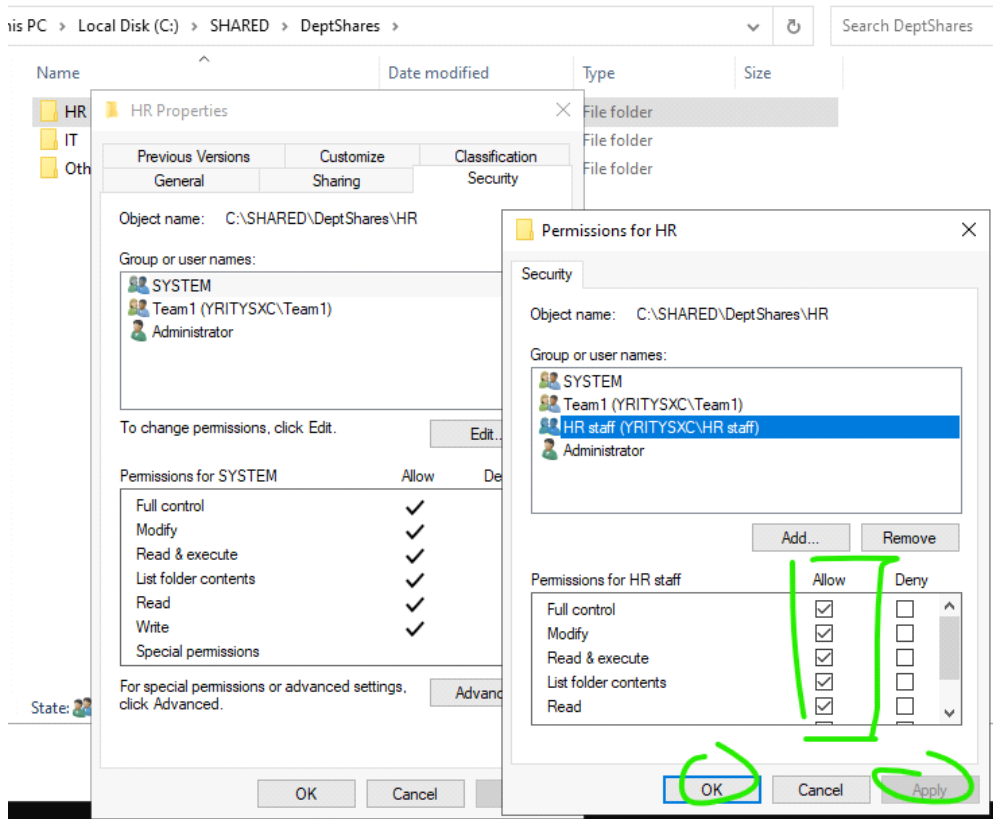 his PC > Local Disk (C:) > SHARED > DeptShares >
Search DeptShares
Name Date modified Type Size
HR File folder
IT File folder
Oth File folder
HR Properties
Previous Versions Customize Classification
General Sharing Security
Object name: C:\SHARED\DeptShares\HR
Group or user names:
SYSTEM
Team1 (YRITYSXC\Team1)
Administrator
To change permissions, click Edit.
Edit..
Permissions for SYSTEM Allow De
Full control
Modify
Read & execute
List folder contents
Read
Write
Special permissions
For special permissions or advanced settings,
click Advanced.
Advanc
State:
OK Cancel
Permissions for HR
Security
Object name: C:\SHARED\DeptShares\HR
Group or user names:
SYSTEM
Team1 (YRITYSXC\Team1)
HR staff (YRITYSXC\HR staff)
Administrator
Add... Remove
Permissions for HR staff Allow Deny
Full control
Modify
Read & execute
List folder contents
Read
OK Cancel Apply